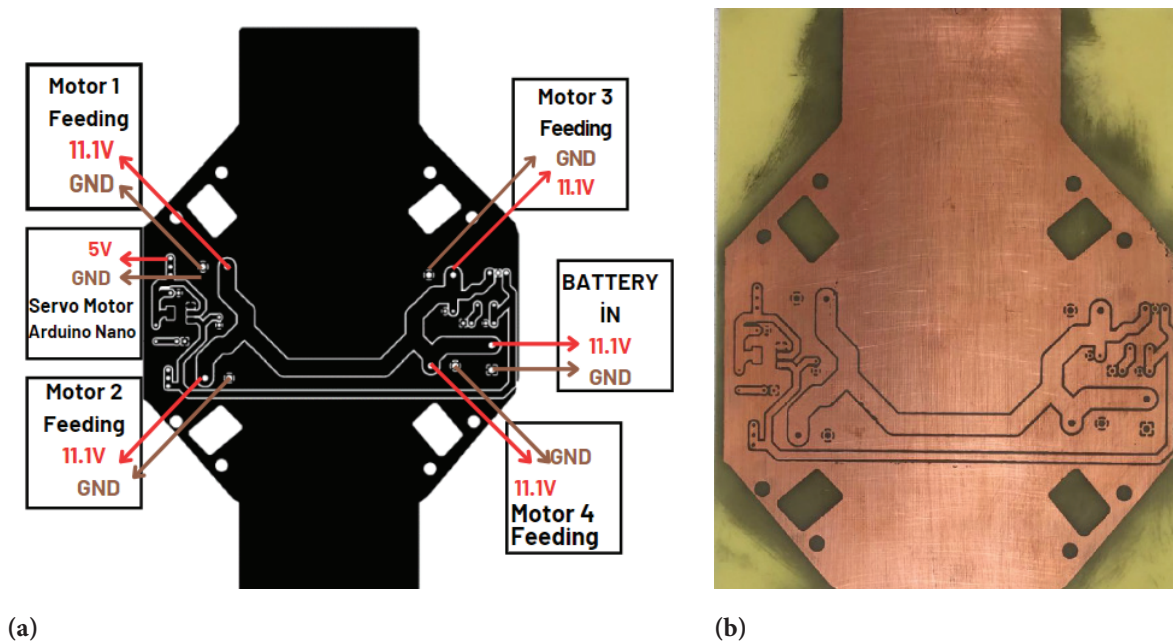 Motor 1
Feeding
11.1V
GND
5V
GND
Servo Motor
Arduino Nano
Motor 2
Feeding
11.1V
GND
Motor 3
Feeding
GND
11.1V
BATTERY
İN
11.1V
GND
GND
11.1V
Motor 4
Feeding
(a)
(b)